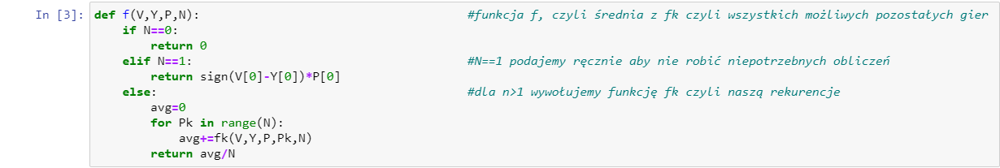 In [3]: def f(V,Y,P,N): #funkcja f, czyli średnia z fk czyli wszystkich możliwych pozostałych gier
    if N==0:
        return 0
    elif N==1: #N==1 podajemy ręcznie aby nie robić niepotrzebnych obliczeń
        return sign(V[0]-Y[0])*P[0]
    else: #dla n>1 wywołujemy funkcję fk czyli naszą rekurencje
        avg=0
        for Pk in range(N):
            avg+=fk(V,Y,P,Pk,N)
        return avg/N